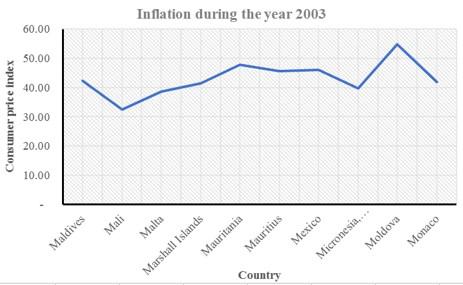 Inflation during the year 2003
Consumer price index
60.00
50.00
40.00
30.00
20.00
10.00
-
Maldives
Mali
Malta
Marshall Islands
Mauritania
Mauritius
Mexico
Micronesia,...
Moldova
Monaco
Country